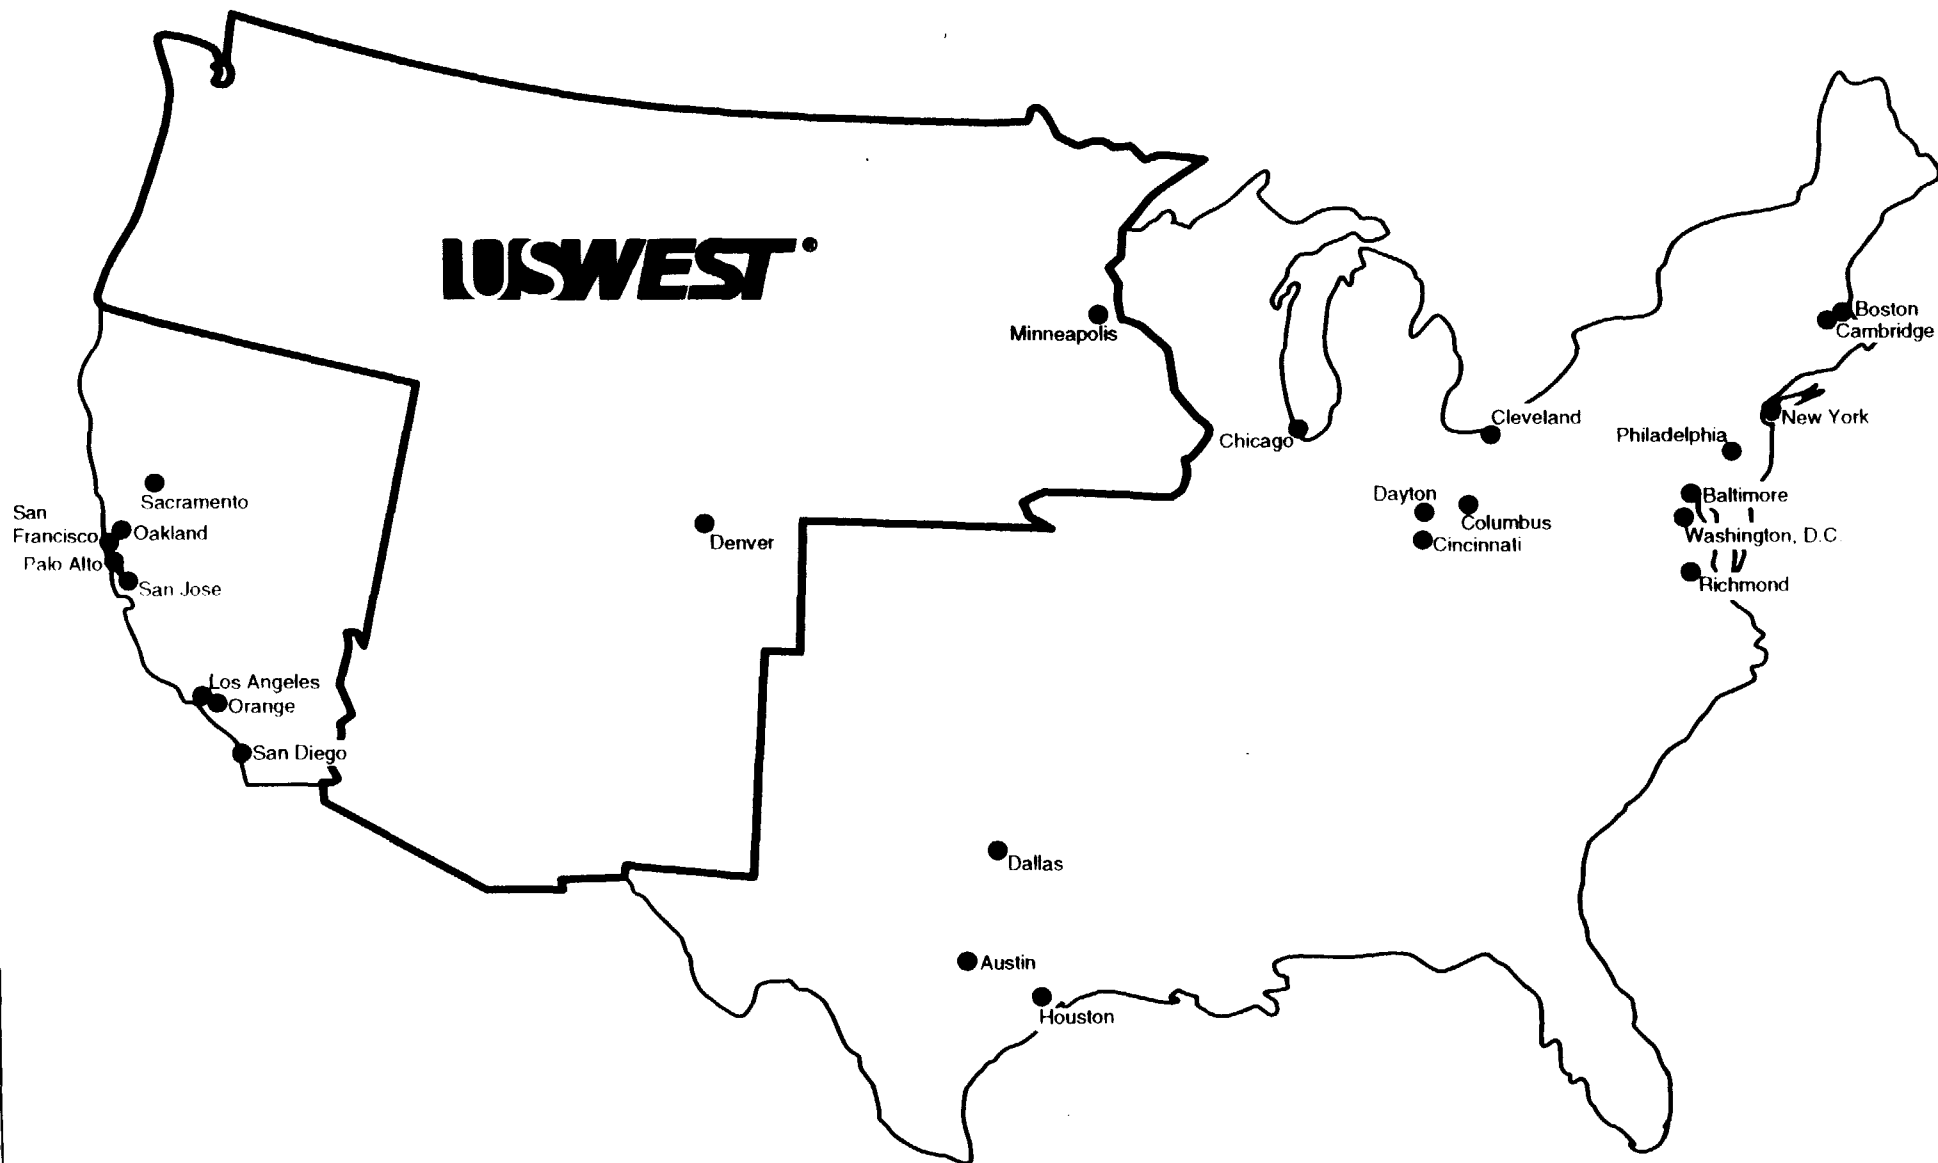 USWEST®
Minneapolis
Boston
Cambridge
New York
Cleveland
Philadelphia
Chicago
Sacramento
San
Francisco
Oakland
Palo Alto
San Jose
Denver
Dayton
Columbus
Cincinnati
Baltimore
Washington, D.C.
Richmond
Los Angeles
Orange
San Diego
Dallas
Austin
Houston